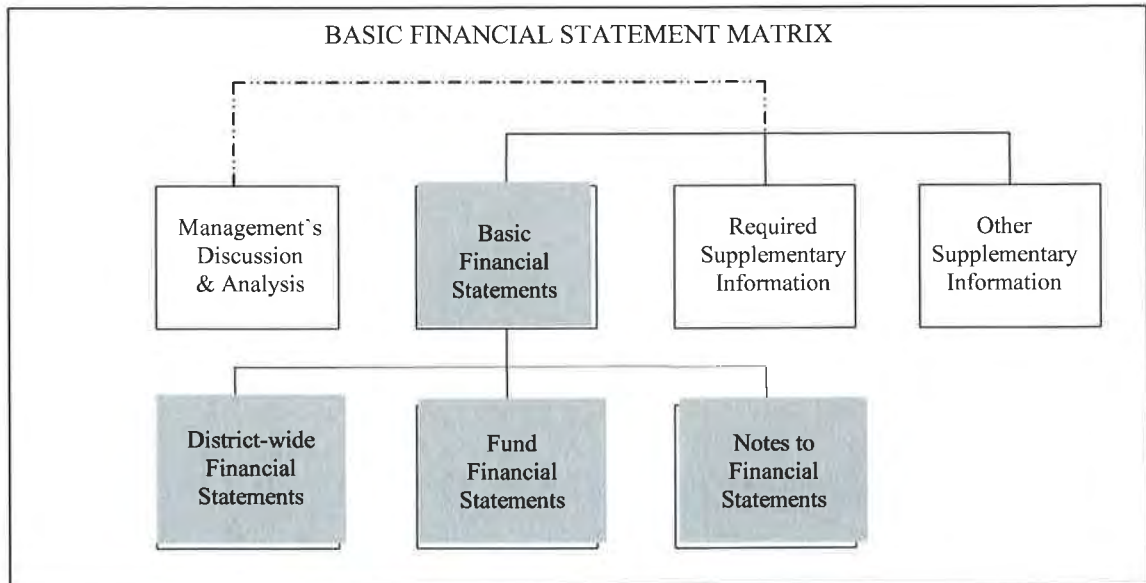 BASIC FINANCIAL STATEMENT MATRIX
Management`s
Discussion
& Analysis
Basic
Financial
Statements
Required
Supplementary
Information
Other
Supplementary
Information
District-wide
Financial
Statements
Fund
Financial
Statements
Notes to
Financial
Statements